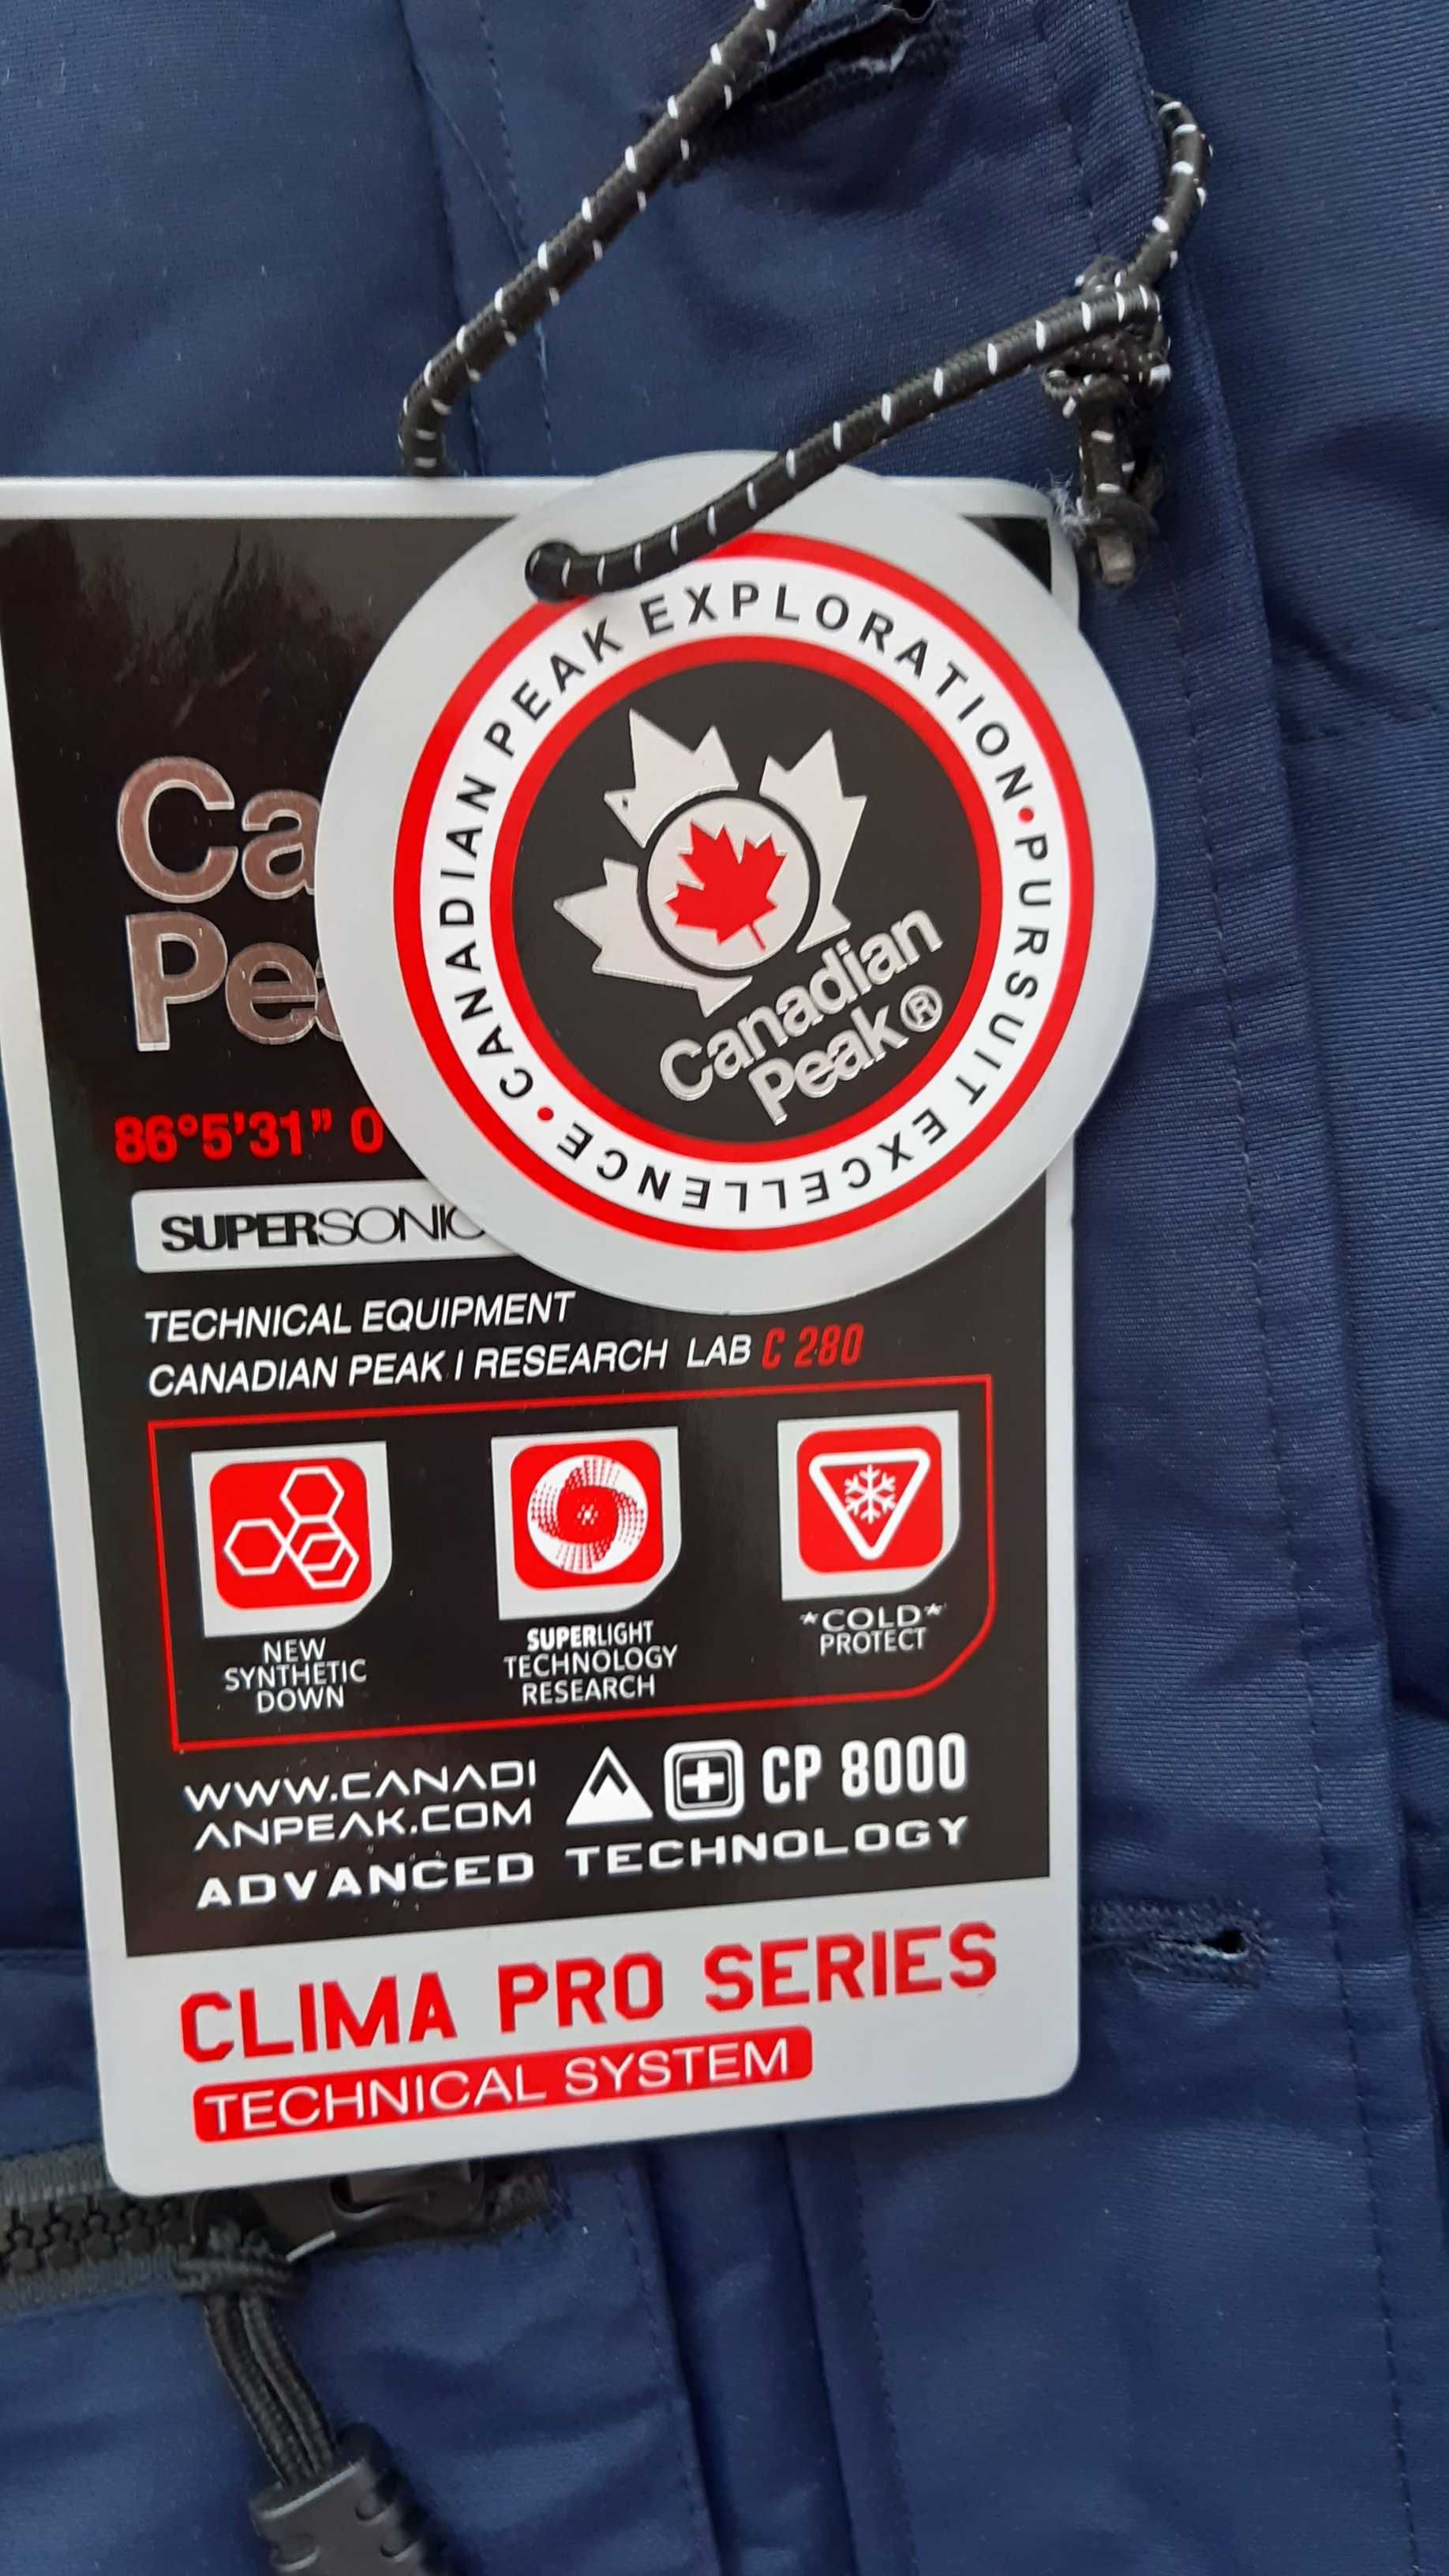 CANADIAN PEAK EXPLORATION • PURSUIT EXCELLENCE •
Canadian
Peak®
86°5'31" O
SUPERSONIC
TECHNICAL EQUIPMENT
CANADIAN PEAK I RESEARCH LAB C 280
NEW
SYNTHETIC
DOWN
SUPERLIGHT
TECHNOLOGY
RESEARCH
*COLD*
PROTECT
WWW.CANADI
ANPEAK.COM
CP 8000
ADVANCED TECHNOLOGY
CLIMA PRO SERIES
TECHNICAL SYSTEM